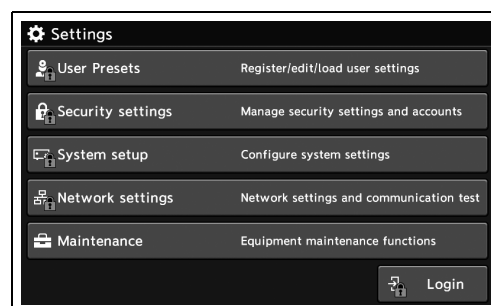 Settings
User Presets Register/edit/load user settings
Security settings Manage security settings and accounts
System setup Configure system settings
Network settings Network settings and communication test
Maintenance Equipment maintenance functions
Login